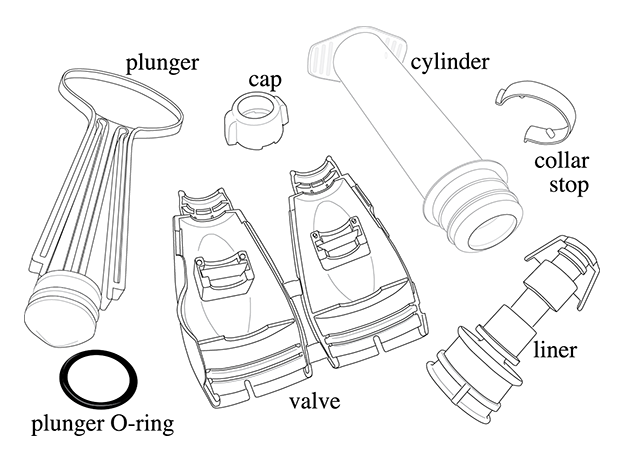 plunger
cap
cylinder
collar
stop
liner
valve
plunger O-ring